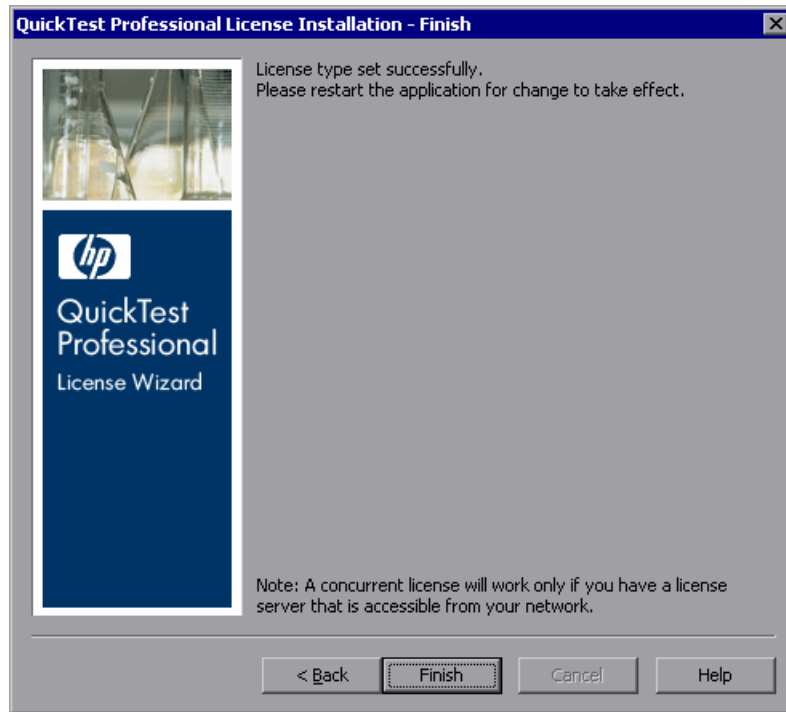 QuickTest Professional License Installation - Finish
License type set successfully.
Please restart the application for change to take effect.
hp
QuickTest
Professional
License Wizard
Note: A concurrent license will work only if you have a license
server that is accessible from your network.
< Back
Finish
Cancel
Help